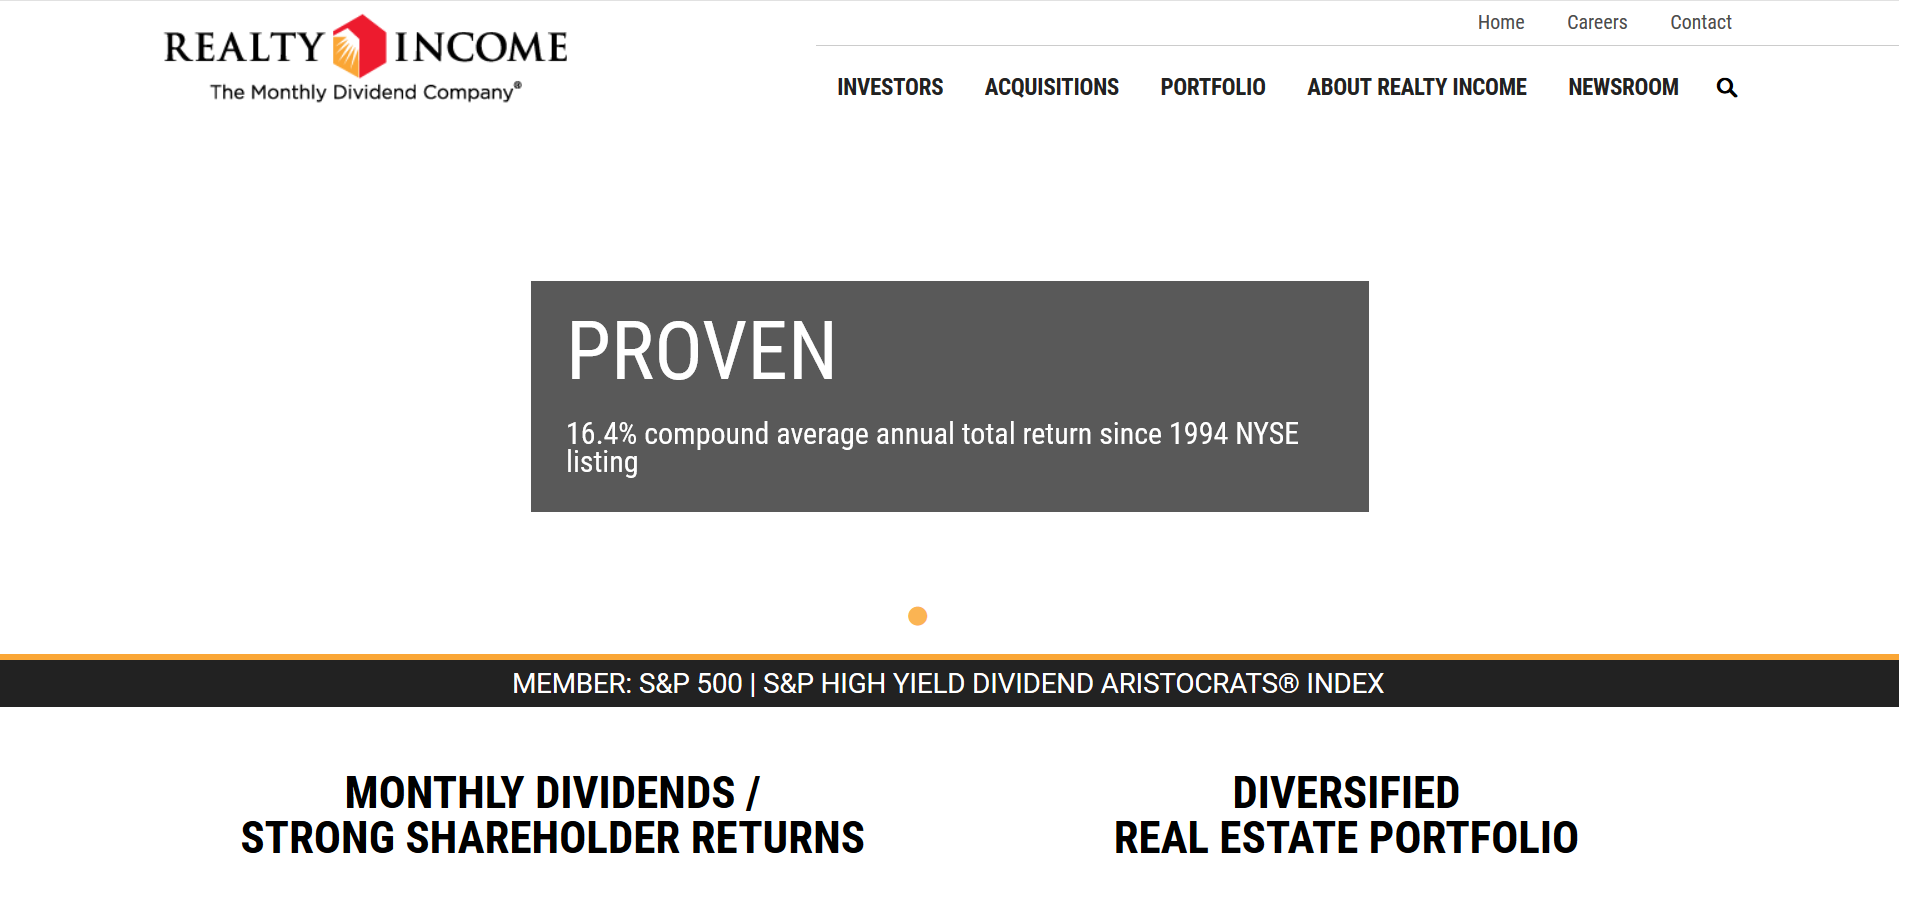 REALTY INCOME
The Monthly Dividend Company®
Home Careers Contact
INVESTORS ACQUISITIONS PORTFOLIO ABOUT REALTY INCOME NEWSROOM
PROVEN
16.4% compound average annual total return since 1994 NYSE
listing
MEMBER: S&P 500 | S&P HIGH YIELD DIVIDEND ARISTOCRATS® INDEX
MONTHLY DIVIDENDS /
STRONG SHAREHOLDER RETURNS
DIVERSIFIED
REAL ESTATE PORTFOLIO